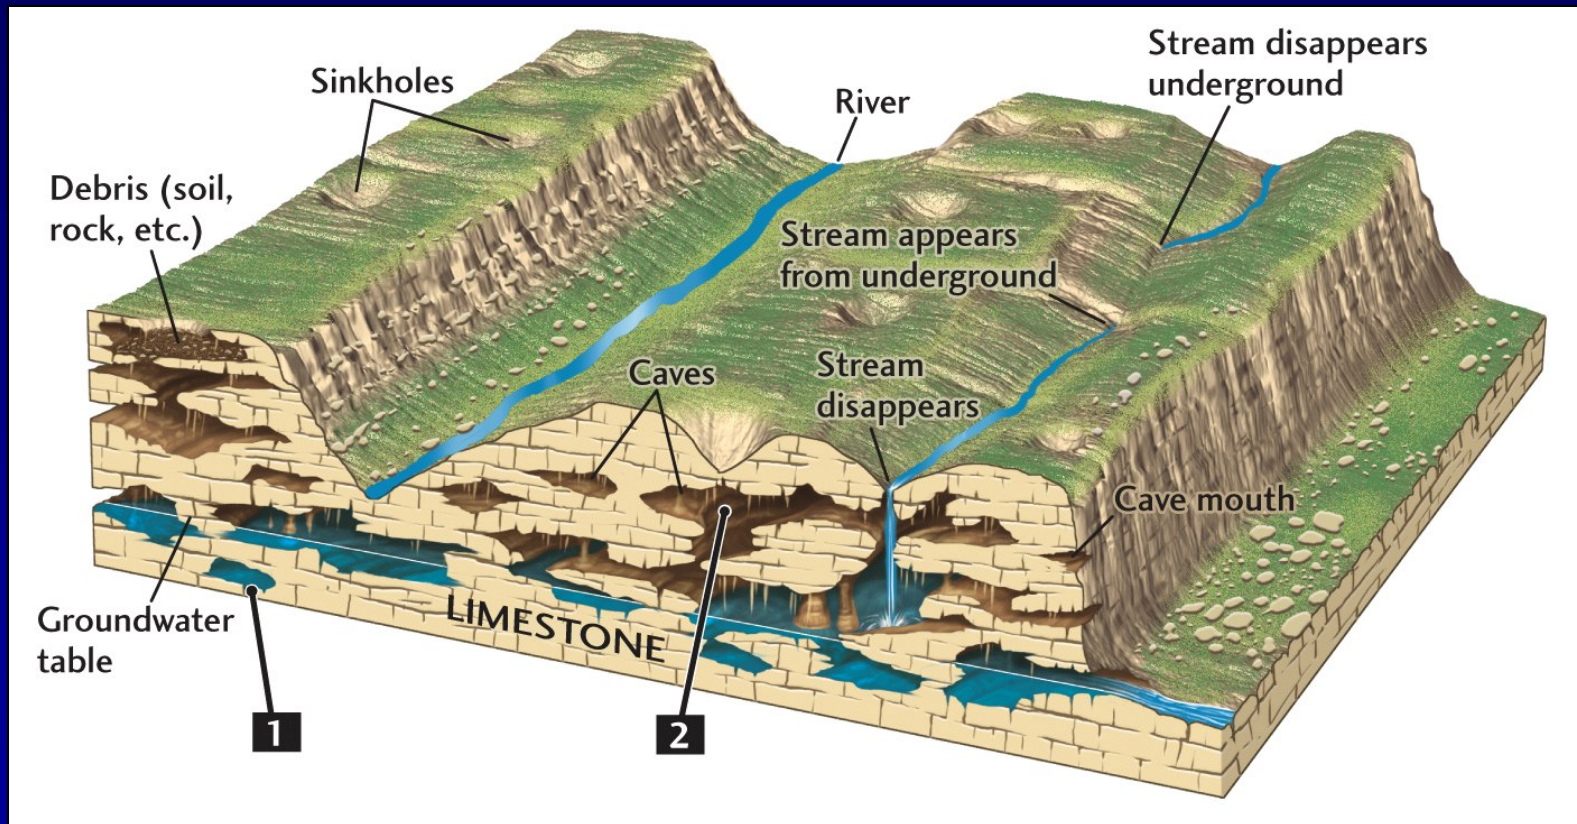 Stream disappears
underground
Sinkholes
River
Debris (soil,
rock, etc.)
Stream appears
from underground
Caves
Stream
disappears
Cave mouth
Groundwater
table
LIMESTONE
1
2